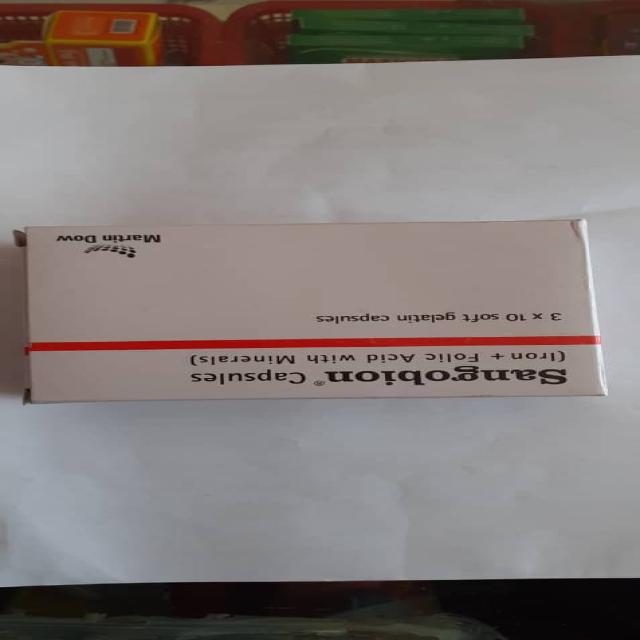 Sangobion® Capsules
(Iron + Folic Acid with Minerals)
3 x 10 soft gelatin capsules
Martin Dow